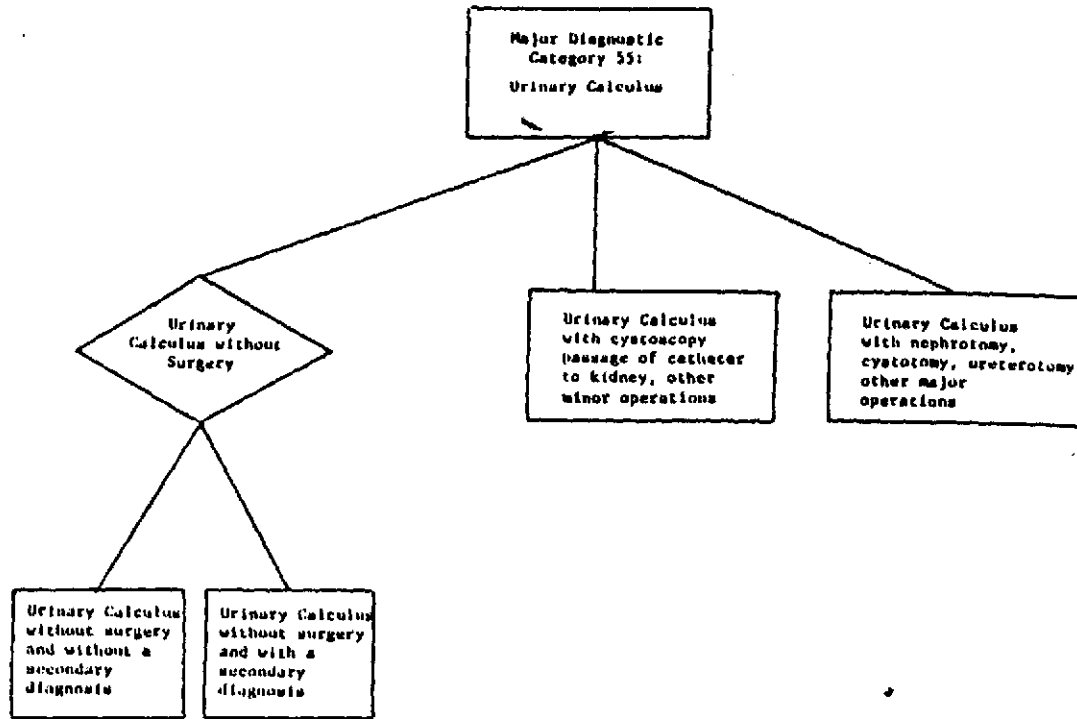 Major Diagnostic
Category 55:
Urinary Calculus
Urinary
Calculus without
Surgery
Urinary Calculus
with cystoscopy
passage of catheter
to kidney, other
minor operations
Urinary Calculus
with nephrotomy,
cystotomy, ureterotomy
other major
operations
Urinary Calculus
without surgery
and without a
secondary
diagnosis
Urinary Calculus
without surgery
and with a
secondary
diagnosis